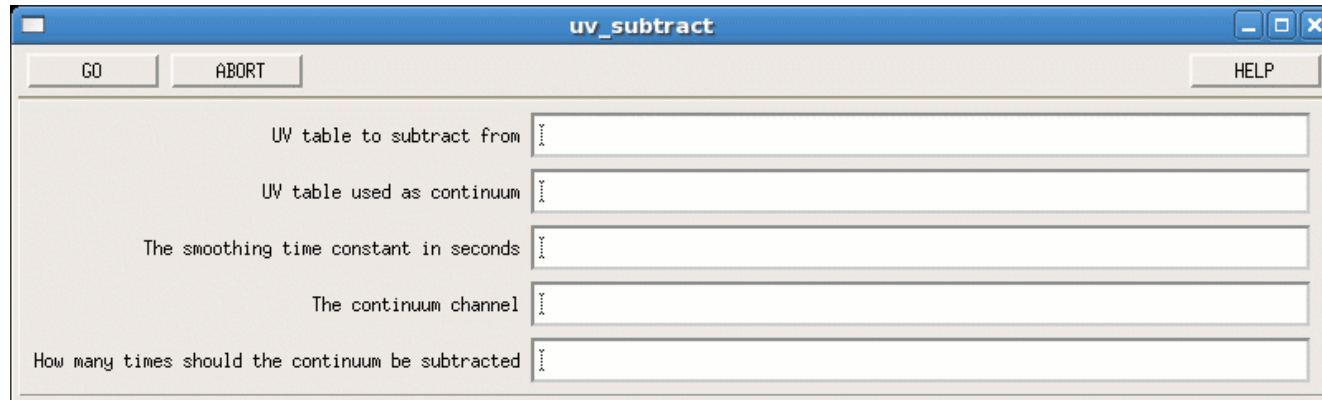 uv_subtract
GO ABORT HELP
UV table to subtract from
UV table used as continuum
The smoothing time constant in seconds
The continuum channel
How many times should the continuum be subtracted